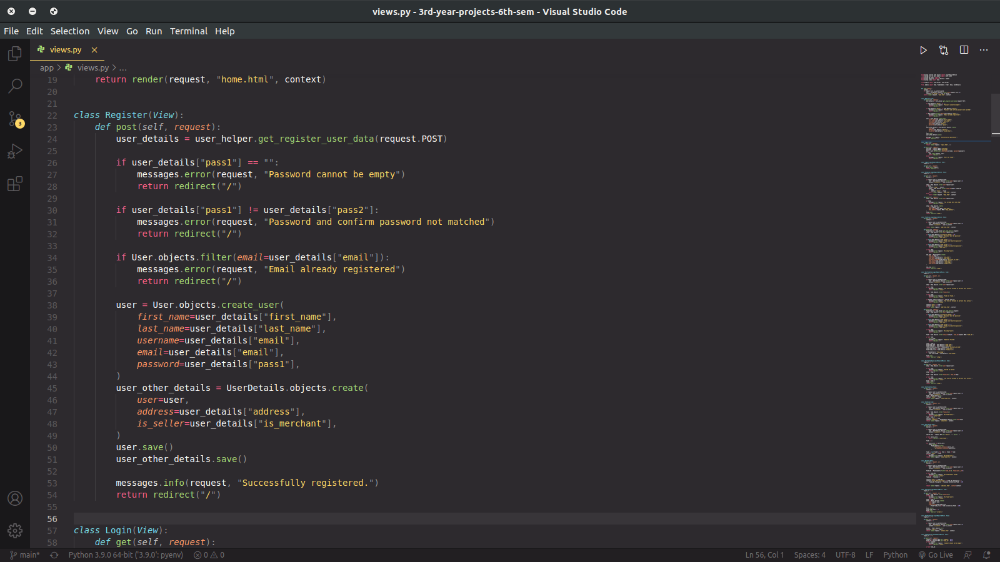 views.py - 3rd-year-projects-6th-sem - Visual Studio Code
File Edit Selection View Go Run Terminal Help
views.py
app > views.py > ...
19 return render(request, "home.html", context)
20
21
22 class Register(View):
23 def post(self, request):
24 user_details = user_helper.get_register_user_data(request.POST)
25
26 if user_details["pass1"] == "":
27 messages.error(request, "Password cannot be empty")
28 return redirect("/")
29
30 if user_details["pass1"] != user_details["pass2"]:
31 messages.error(request, "Password and confirm password not matched")
32 return redirect("/")
33
34 if User.objects.filter(email=user_details["email"]):
35 messages.error(request, "Email already registered")
36 return redirect("/")
37
38 user = User.objects.create_user(
39 first_name=user_details["first_name"],
40 last_name=user_details["last_name"],
41 username=user_details["email"],
42 email=user_details["email"],
43 password=user_details["pass1"],
44 )
45 user_other_details = UserDetails.objects.create(
46 user=user,
47 address=user_details["address"],
48 is_seller=user_details["is_merchant"],
49 )
50 user.save()
51 user_other_details.save()
52
53 messages.info(request, "Successfully registered.")
54 return redirect("/")
55
56
57 class Login(View):
58 def get(self, request):
3
main* Python 3.9.0 64-bit ('3.9.0': pyenv) 0 0 Ln 56, Col 1 Spaces: 4 UTF-8 LF Python Go Live